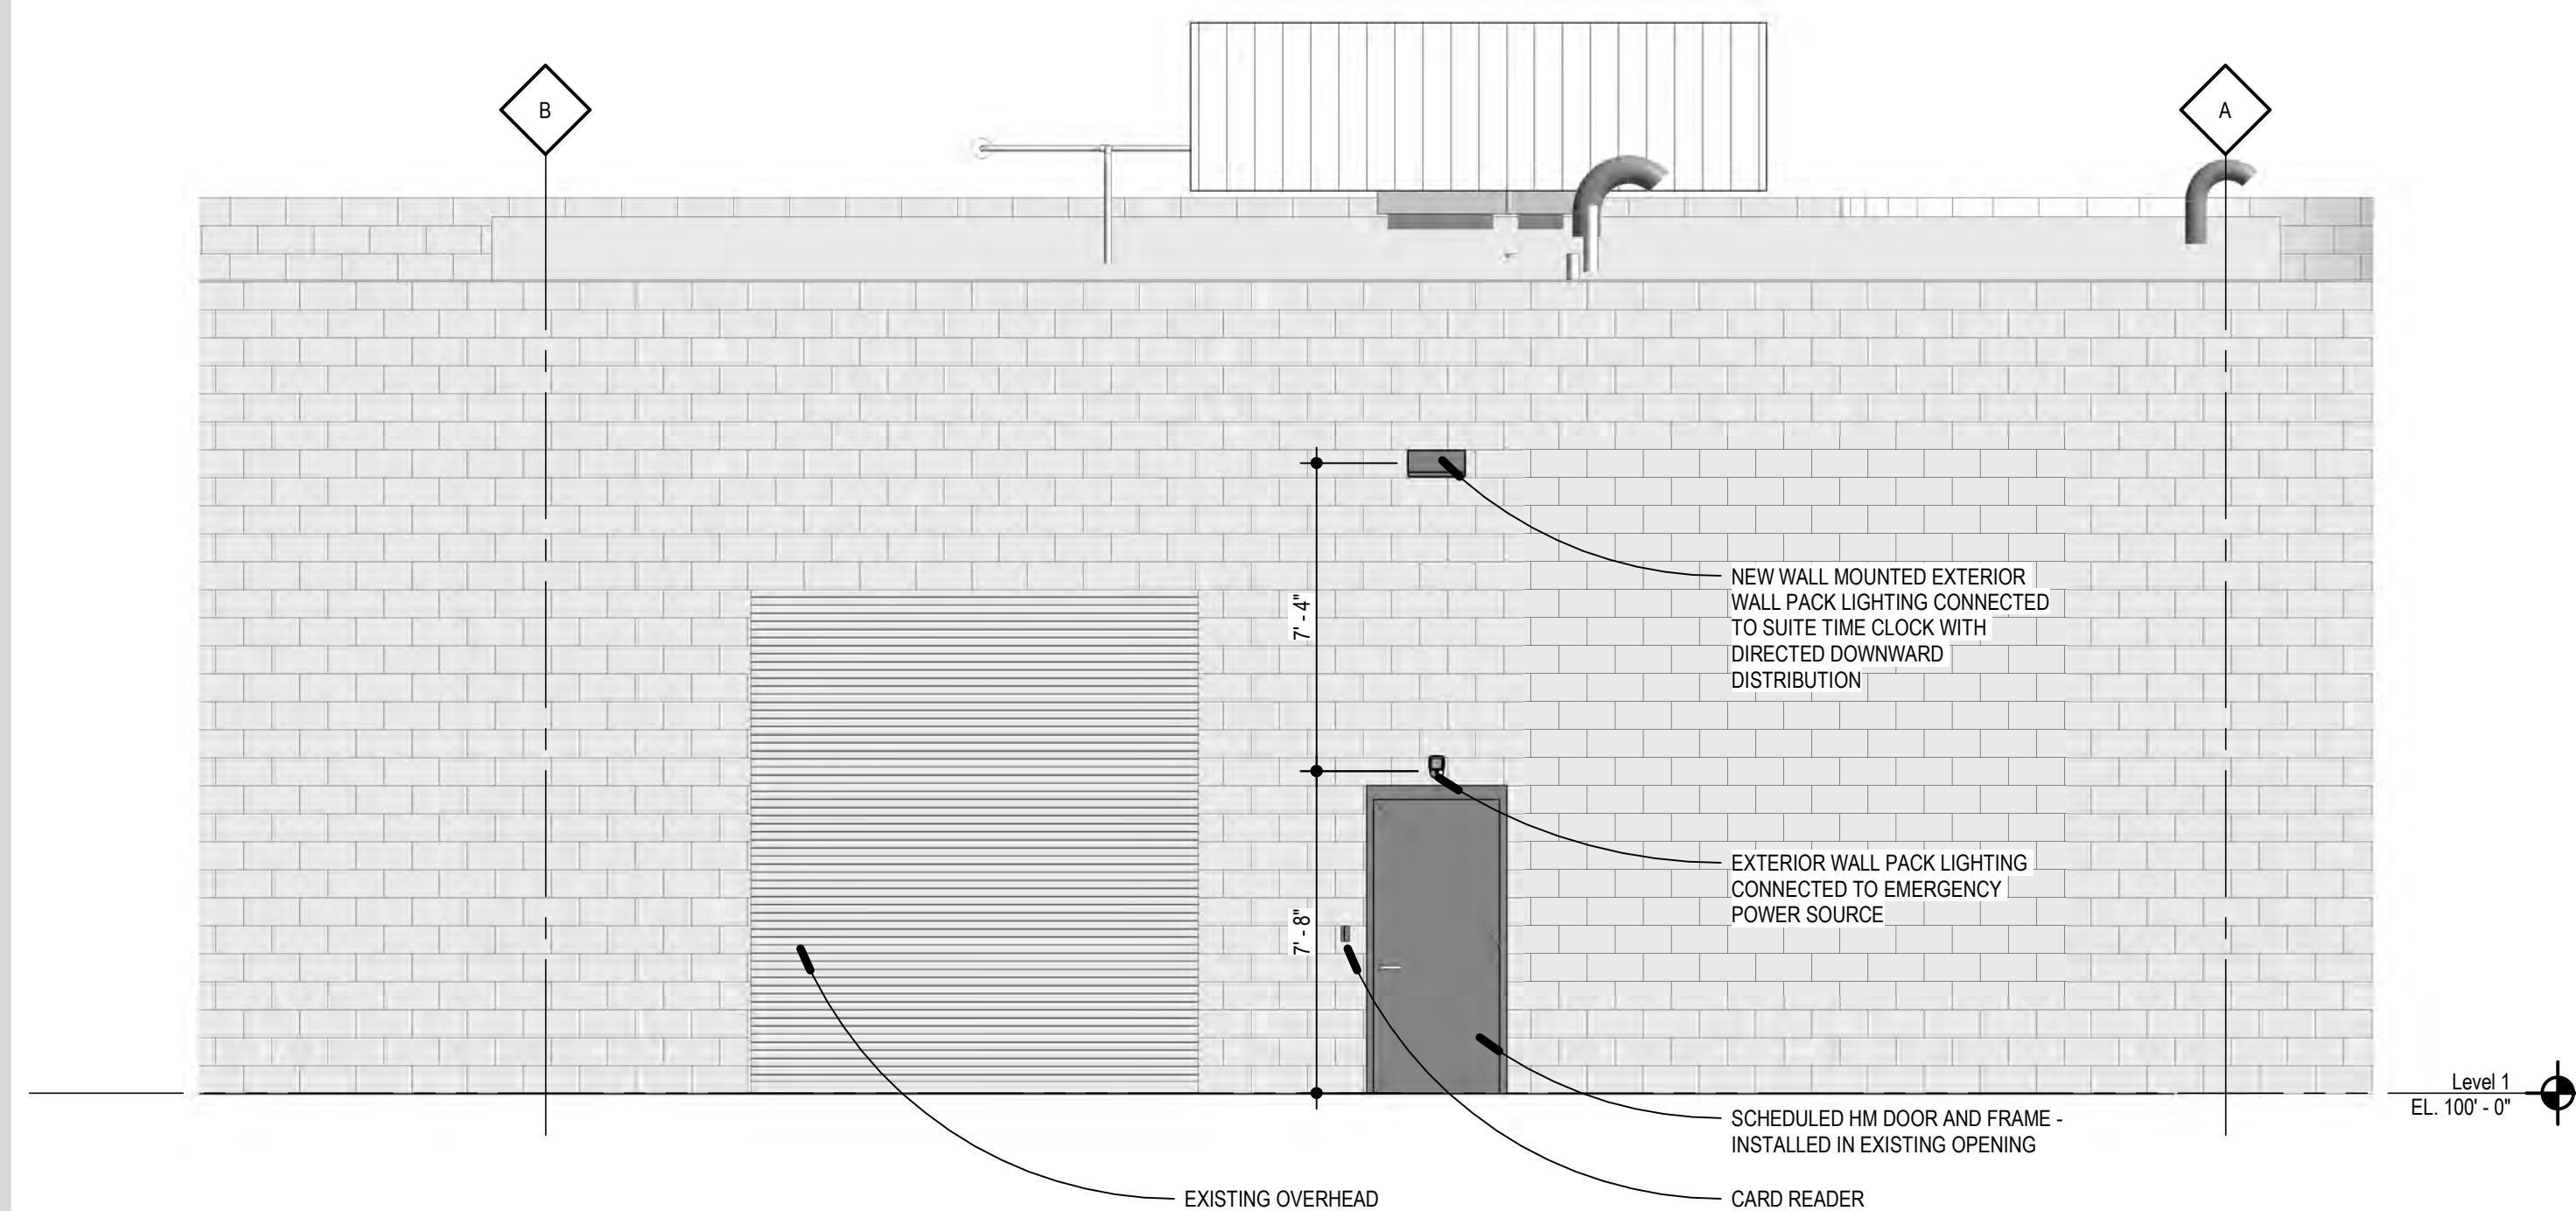 B
A
7' - 4"
NEW WALL MOUNTED EXTERIOR
WALL PACK LIGHTING CONNECTED
TO SUITE TIME CLOCK WITH
DIRECTED DOWNWARD
DISTRIBUTION
7' - 8"
EXTERIOR WALL PACK LIGHTING
CONNECTED TO EMERGENCY
POWER SOURCE
Level 1
EL. 100' - 0"
SCHEDULED HM DOOR AND FRAME -
INSTALLED IN EXISTING OPENING
EXISTING OVERHEAD
CARD READER